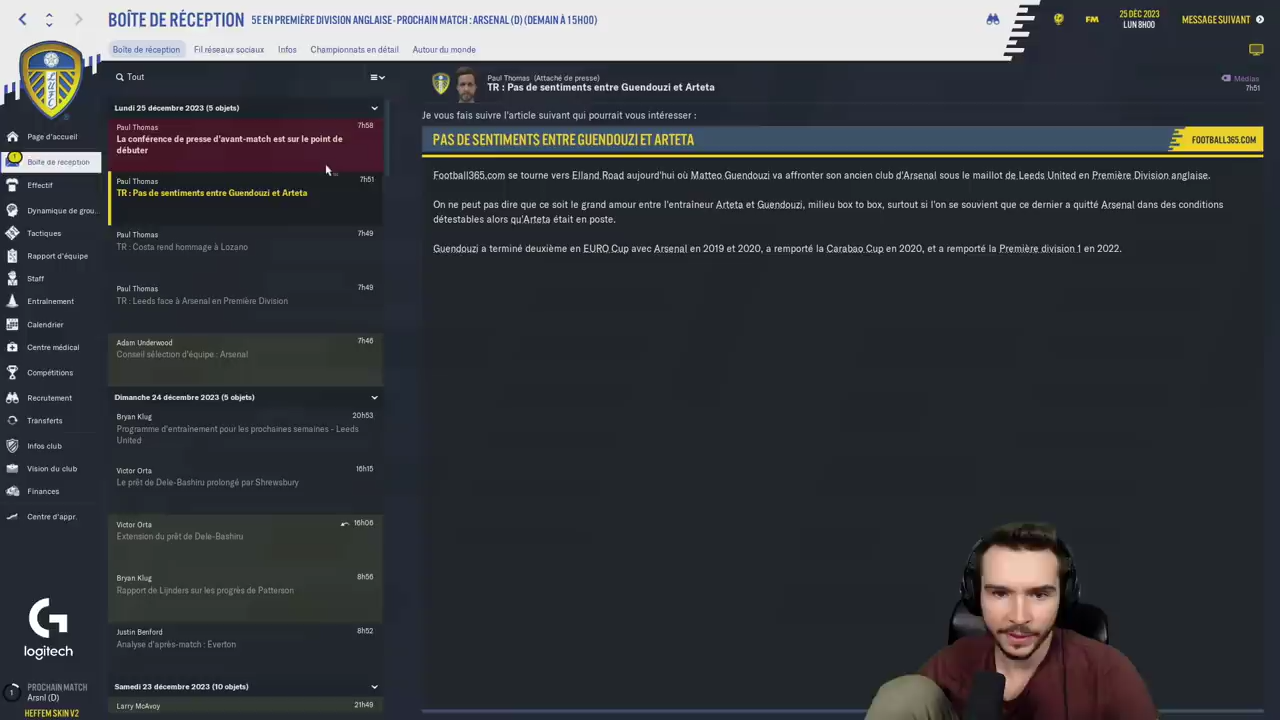 BOÎTE DE RÉCEPTION
5E EN PREMIÈRE DIVISION ANGLAISE - PROCHAIN MATCH : ARSENAL (D) (DEMAIN À 15H00)
FM
25 DÉC 2023
LUN 8H00
MESSAGE SUIVANT
Boîte de réception
Fil réseaux sociaux
Infos
Championnats en détail
Autour du monde
Page d'accueil
1
Boîte de réception
Effectif
Dynamique de grou...
Tactiques
Rapport d'équipe
Staff
Entraînement
Calendrier
Centre médical
Compétitions
Recrutement
Transferts
Infos club
Vision du club
Finances
Centre d'appr.
logitech
1
PROCHAIN MATCH
Arsnl (D)
HEFFEM SKIN V2
Tout
Lundi 25 décembre 2023 (5 objets)
Paul Thomas 7h58
La conférence de presse d'avant-match est sur le point de
débuter
Paul Thomas 7h51
TR : Pas de sentiments entre Guendouzi et Arteta
Paul Thomas 7h49
TR : Costa rend hommage à Lozano
Paul Thomas 7h49
TR : Leeds face à Arsenal en Première Division
Adam Underwood 7h46
Conseil sélection d'équipe : Arsenal
Dimanche 24 décembre 2023 (5 objets)
Bryan Klug 20h53
Programme d'entraînement pour les prochaines semaines - Leeds
United
Victor Orta 16h15
Le prêt de Dele-Bashiru prolongé par Shrewsbury
Victor Orta 16h06
Extension du prêt de Dele-Bashiru
Bryan Klug 8h56
Rapport de Lijnders sur les progrès de Patterson
Justin Benford 8h52
Analyse d'après-match : Everton
Samedi 23 décembre 2023 (10 objets)
Larry McAvoy 21h49
Paul Thomas (Attaché de presse)
TR : Pas de sentiments entre Guendouzi et Arteta
Médias
7h51
Je vous fais suivre l'article suivant qui pourrait vous intéresser :
PAS DE SENTIMENTS ENTRE GUENDOUZI ET ARTETA
FOOTBALL365.COM
Football365.com se tourne vers Elland Road aujourd'hui où Matteo Guendouzi va affronter son ancien club d'Arsenal sous le maillot de Leeds United en Première Division anglaise.
On ne peut pas dire que ce soit le grand amour entre l'entraîneur Arteta et Guendouzi, milieu box to box, surtout si l'on se souvient que ce dernier a quitté Arsenal dans des conditions
détestables alors qu'Arteta était en poste.
Guendouzi a terminé deuxième en EURO Cup avec Arsenal en 2019 et 2020, a remporté la Carabao Cup en 2020, et a remporté la Première division 1 en 2022.